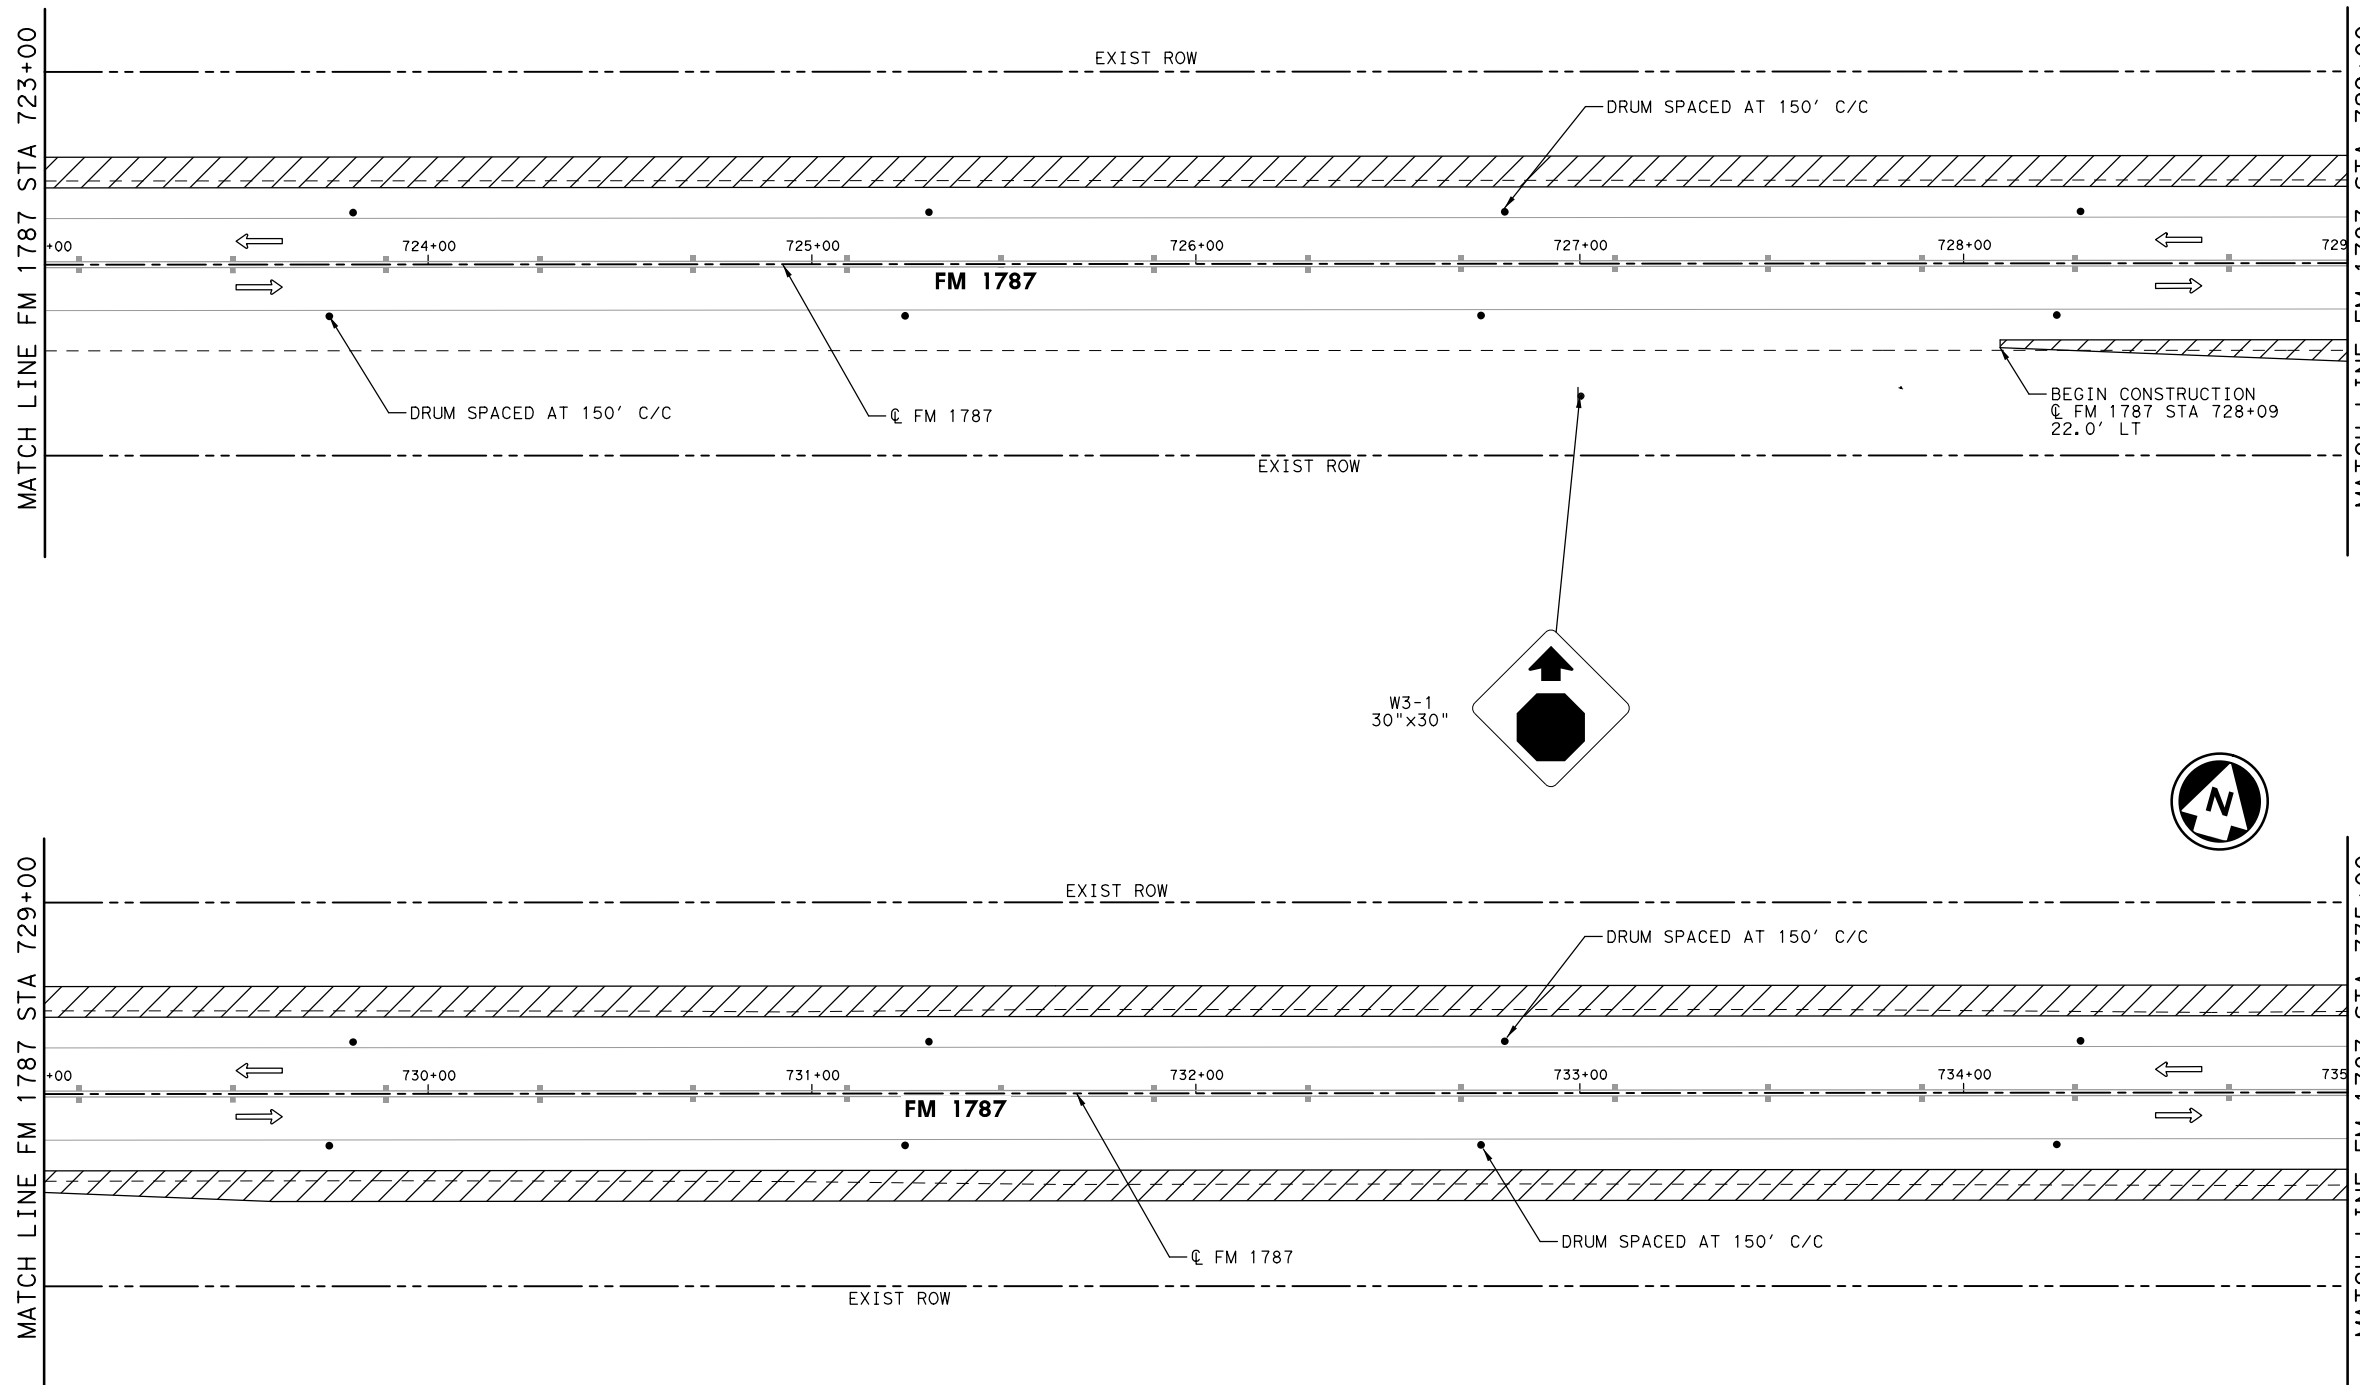 MATCH LINE FM 1787 STA 723+00
EXIST ROW
DRUM SPACED AT 150' C/C
+00
724+00
725+00
726+00
727+00
728+00
729
FM 1787
DRUM SPACED AT 150' C/C
℄ FM 1787
BEGIN CONSTRUCTION
℄ FM 1787 STA 728+09
22.0' LT
EXIST ROW
W3-1
30"x30"
N
MATCH LINE FM 1787 STA 729+00
EXIST ROW
DRUM SPACED AT 150' C/C
+00
730+00
731+00
732+00
733+00
734+00
735
FM 1787
DRUM SPACED AT 150' C/C
℄ FM 1787
EXIST ROW